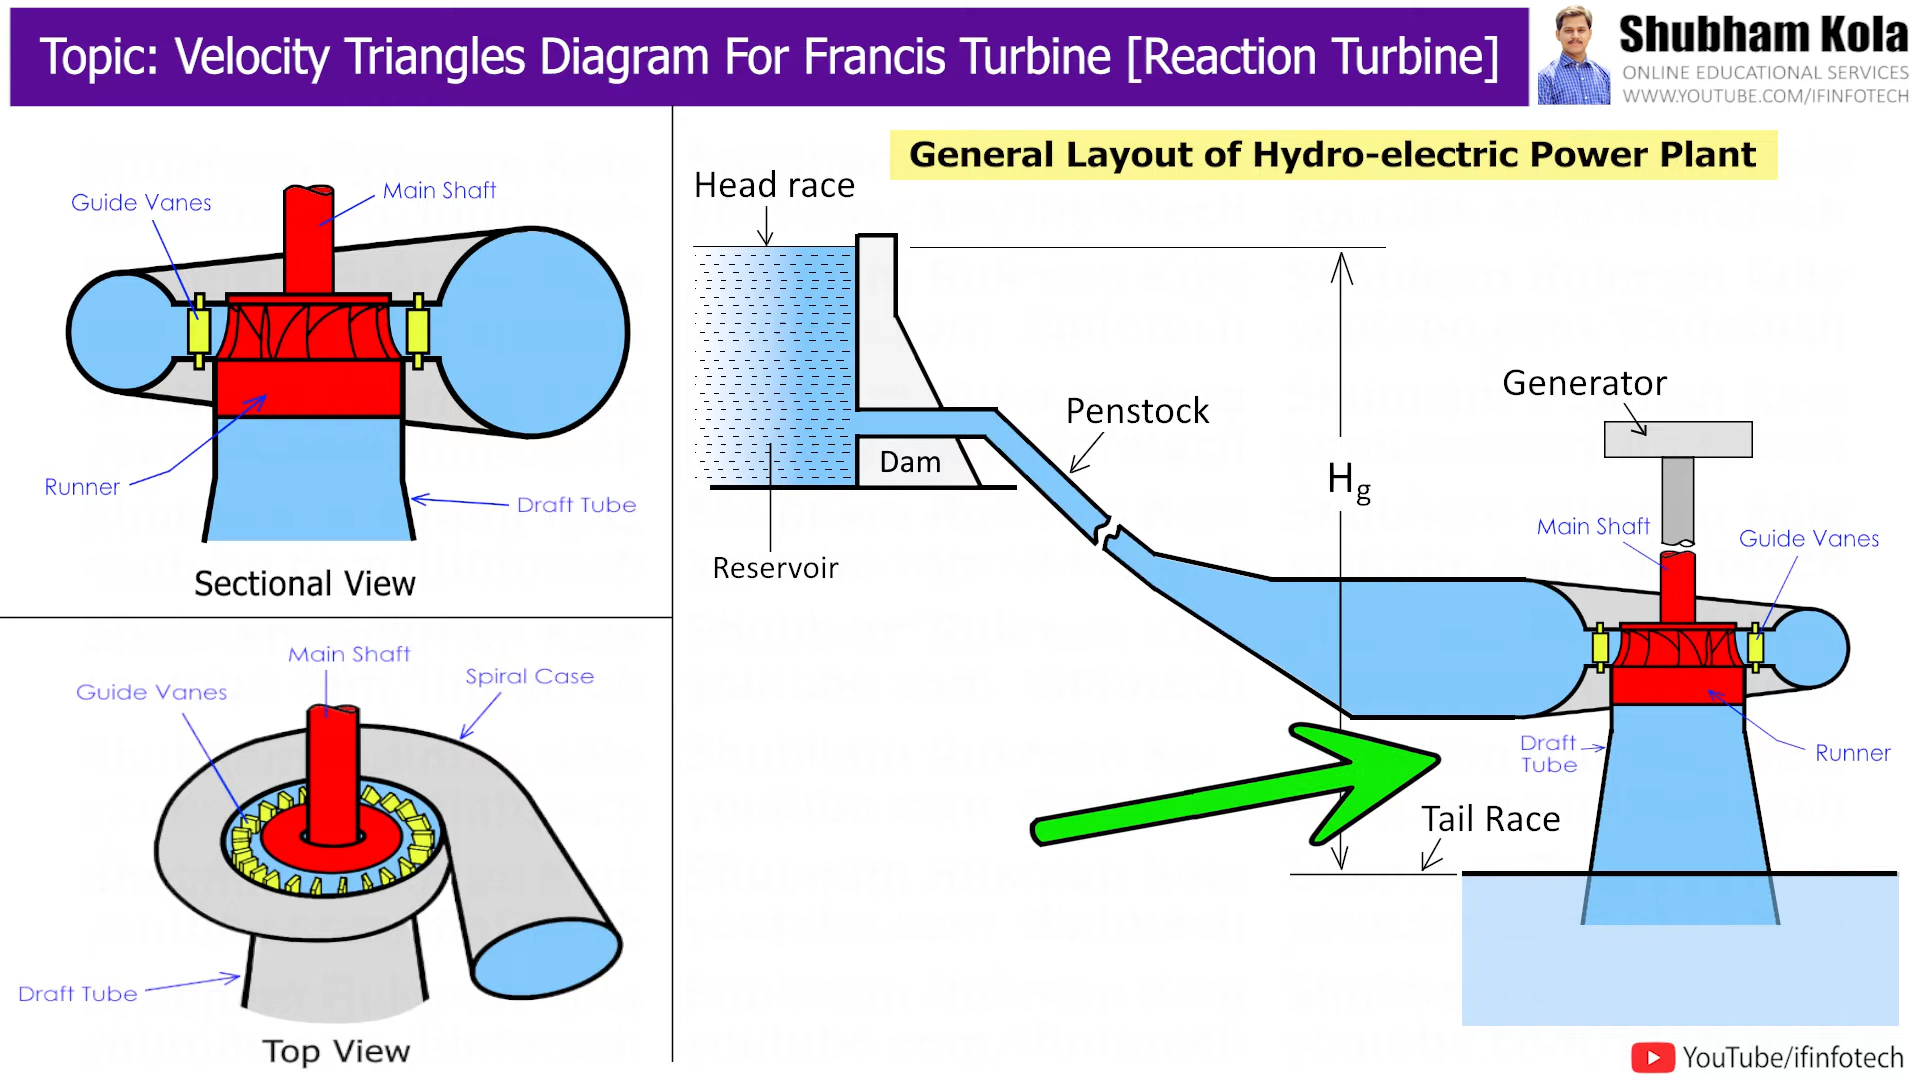 Topic: Velocity Triangles Diagram For Francis Turbine [Reaction Turbine]
Shubham Kola
ONLINE EDUCATIONAL SERVICES
WWW.YOUTUBE.COM/IFINFOTECH
Guide Vanes
Main Shaft
Runner
Draft Tube
Sectional View
Main Shaft
Guide Vanes
Spiral Case
Draft Tube
Top View
General Layout of Hydro-electric Power Plant
Head race
Penstock
Dam
Reservoir
Hg
Generator
Main Shaft
Guide Vanes
Draft
Tube
Runner
Tail Race
YouTube/ifinfotech